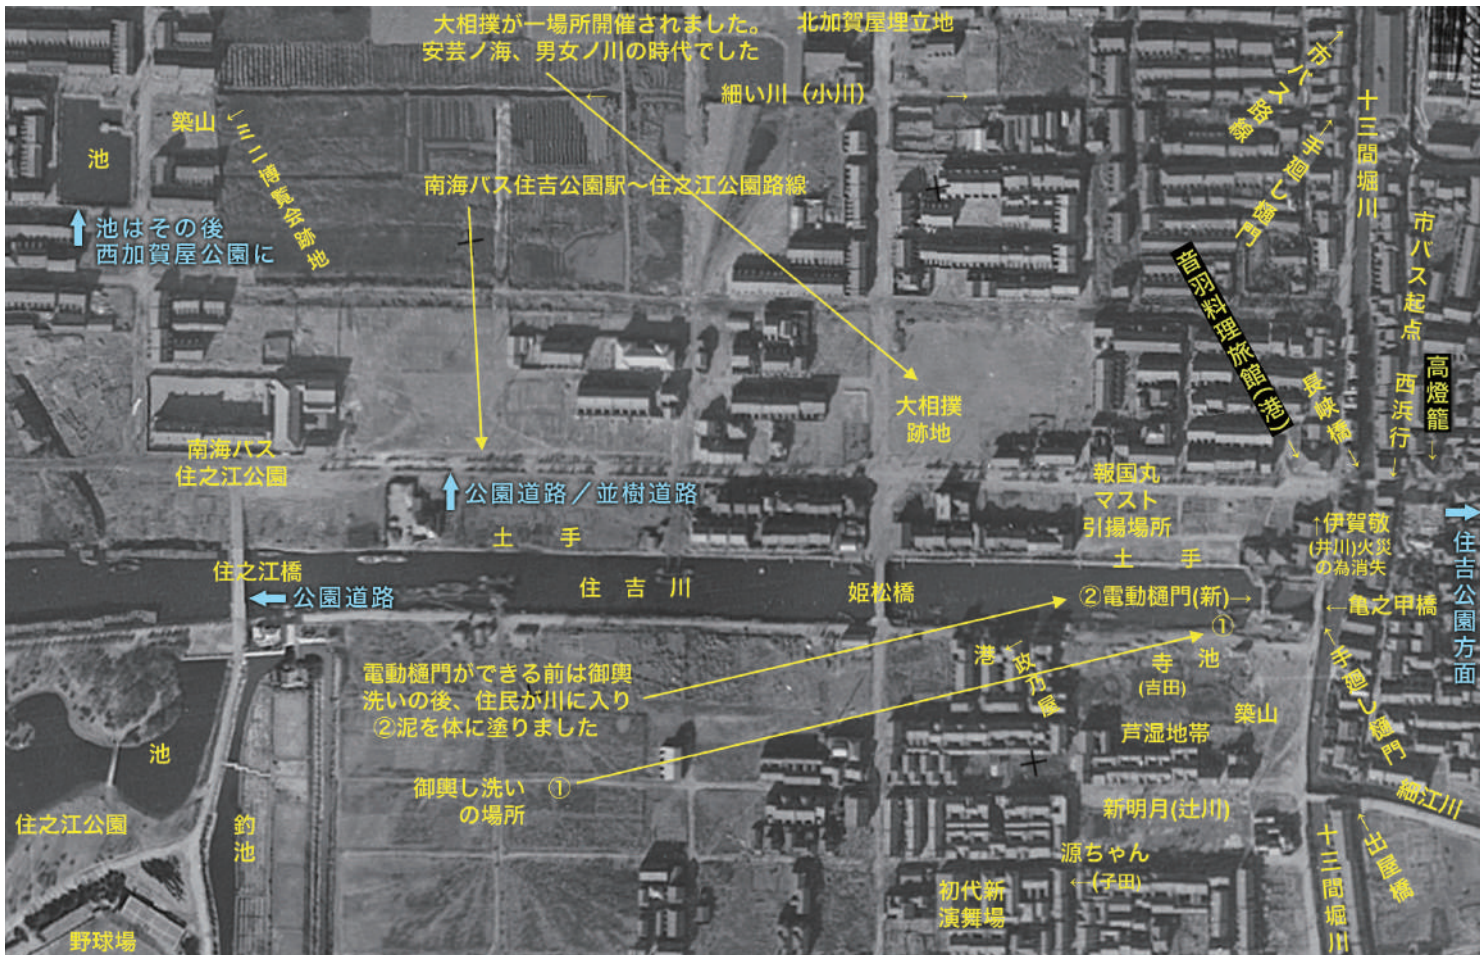 大相撲が一場所開催されました。
安芸ノ海、男女ノ川の時代でした
北加賀屋埋立地
市バス路線
手廻し樋門
十三間堀川
← 細い川（小川） →
築山
←ミニ博覧会跡地
池
池はその後
西加賀屋公園に
南海バス住吉公園駅～住之江公園路線
市バス起点
音羽料理旅館(港)
長峡橋
西浜行
高燈籠
大相撲
跡地
南海バス
住之江公園
公園道路／並樹道路
報国丸
マスト
引揚場所
↑伊賀敬
(井川)火災
の為消失
住吉公園方面
土 手
土 手
住之江橋
公園道路
住 吉 川
姫松橋
②電動樋門(新)→
←亀之甲橋
①
電動樋門ができる前は御輿
洗いの後、住民が川に入り
②泥を体に塗りました
港
←政乃屋
寺
(吉田)
池
築山
←手廻し樋門
芦湿地帯
御輿し洗い ①
の場所
池
住之江公園
釣池
新明月(辻川)
細江川
←出屋橋
十三間堀川
源ちゃん
←(子田)
初代新
演舞場
野球場